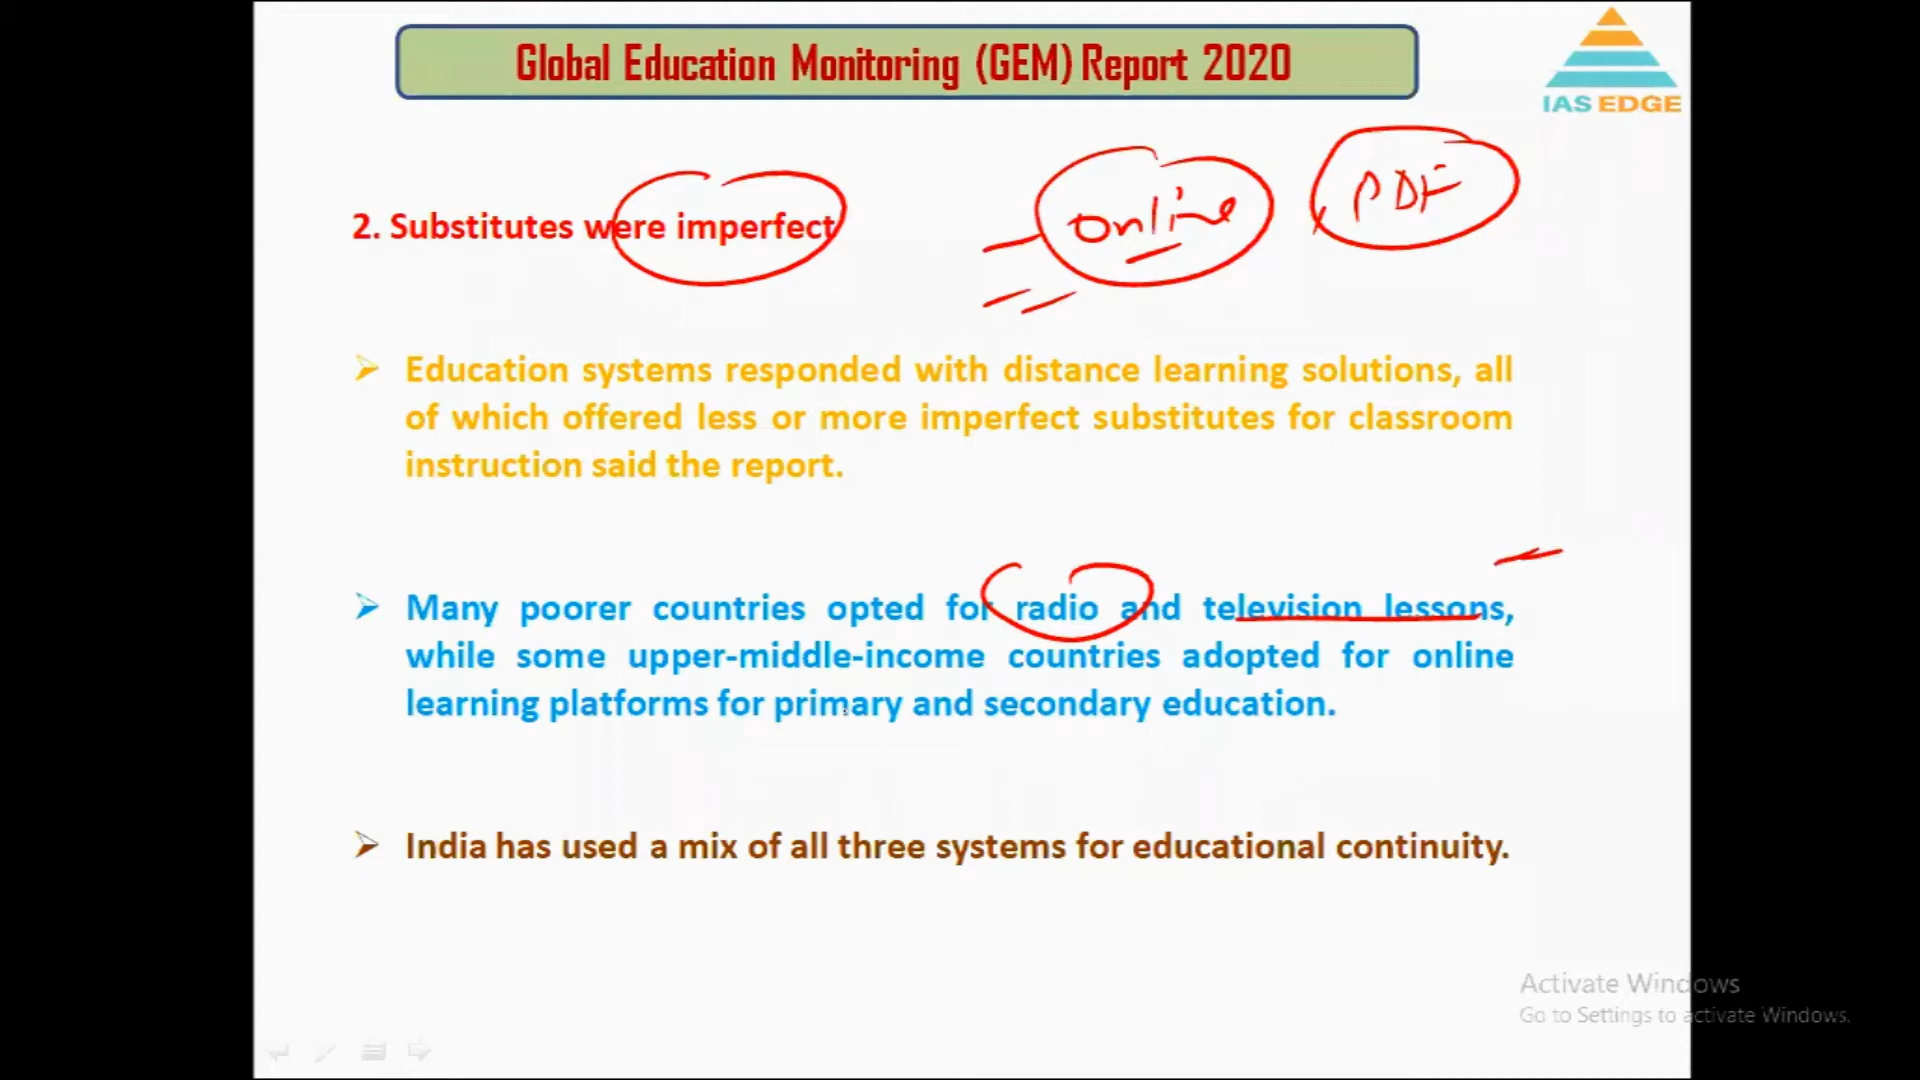 Global Education Monitoring (GEM) Report 2020
IAS EDGE
2. Substitutes were imperfect
online
PDF
Education systems responded with distance learning solutions, all
of which offered less or more imperfect substitutes for classroom
instruction said the report.
Many poorer countries opted for radio and television lessons,
while some upper-middle-income countries adopted for online
learning platforms for primary and secondary education.
India has used a mix of all three systems for educational continuity.
Activate Windows
Go to Settings to activate Windows.